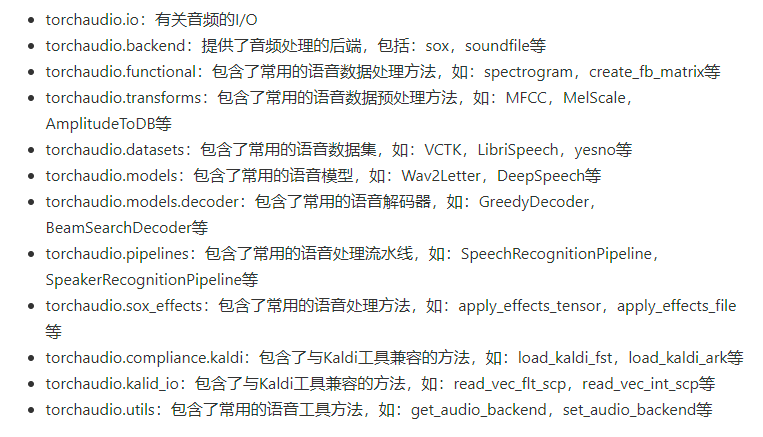 torchaudio.io：有关音频的I/O
torchaudio.backend：提供了音频处理的后端，包括：sox，soundfile等
torchaudio.functional：包含了常用的语音数据处理方法，如：spectrogram，create_fb_matrix等
torchaudio.transforms：包含了常用的语音数据预处理方法，如：MFCC，MelScale，
AmplitudeToDB等
torchaudio.datasets：包含了常用的语音数据集，如：VCTK，LibriSpeech，yesno等
torchaudio.models：包含了常用的语音模型，如：Wav2Letter，DeepSpeech等
torchaudio.models.decoder：包含了常用的语音解码器，如：GreedyDecoder，
BeamSearchDecoder等
torchaudio.pipelines：包含了常用的语音处理流水线，如：SpeechRecognitionPipeline，
SpeakerRecognitionPipeline等
torchaudio.sox_effects：包含了常用的语音处理方法，如：apply_effects_tensor，apply_effects_file
等
torchaudio.compliance.kaldi：包含了与Kaldi工具兼容的方法，如：load_kaldi_fst，load_kaldi_ark等
torchaudio.kalid_io：包含了与Kaldi工具兼容的方法，如：read_vec_flt_scp，read_vec_int_scp等
torchaudio.utils：包含了常用的语音工具方法，如：get_audio_backend，set_audio_backend等